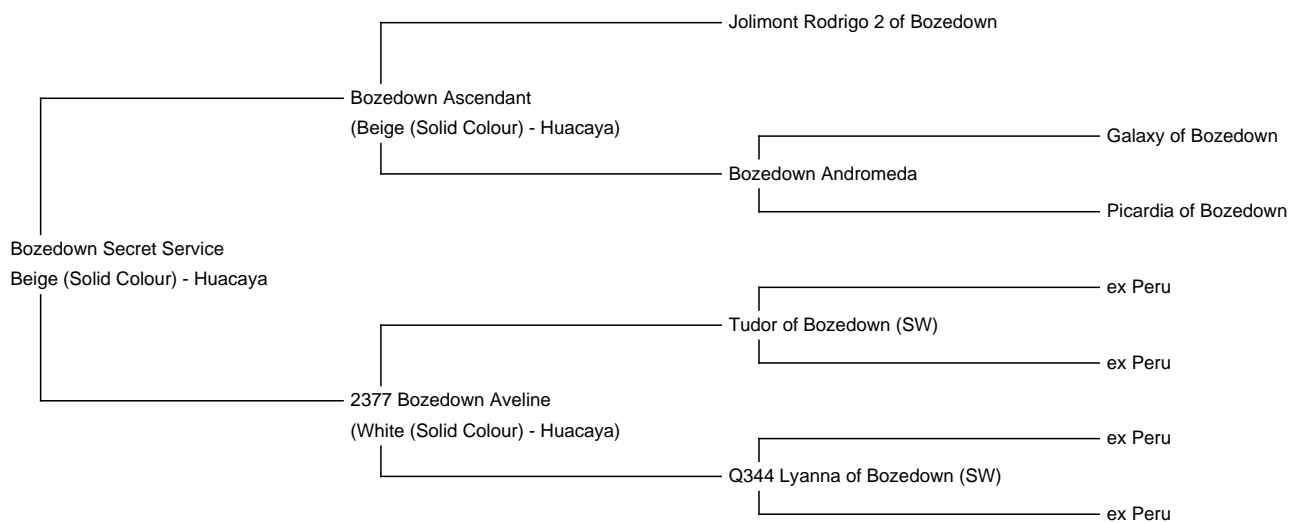 Jolimont Rodrigo 2 of Bozedown
Bozedown Ascendant
(Beige (Solid Colour) - Huacaya)
Galaxy of Bozedown
Bozedown Andromeda
Picardia of Bozedown
Bozedown Secret Service
Beige (Solid Colour) - Huacaya
ex Peru
Tudor of Bozedown (SW)
ex Peru
2377 Bozedown Aveline
(White (Solid Colour) - Huacaya)
ex Peru
Q344 Lyanna of Bozedown (SW)
ex Peru